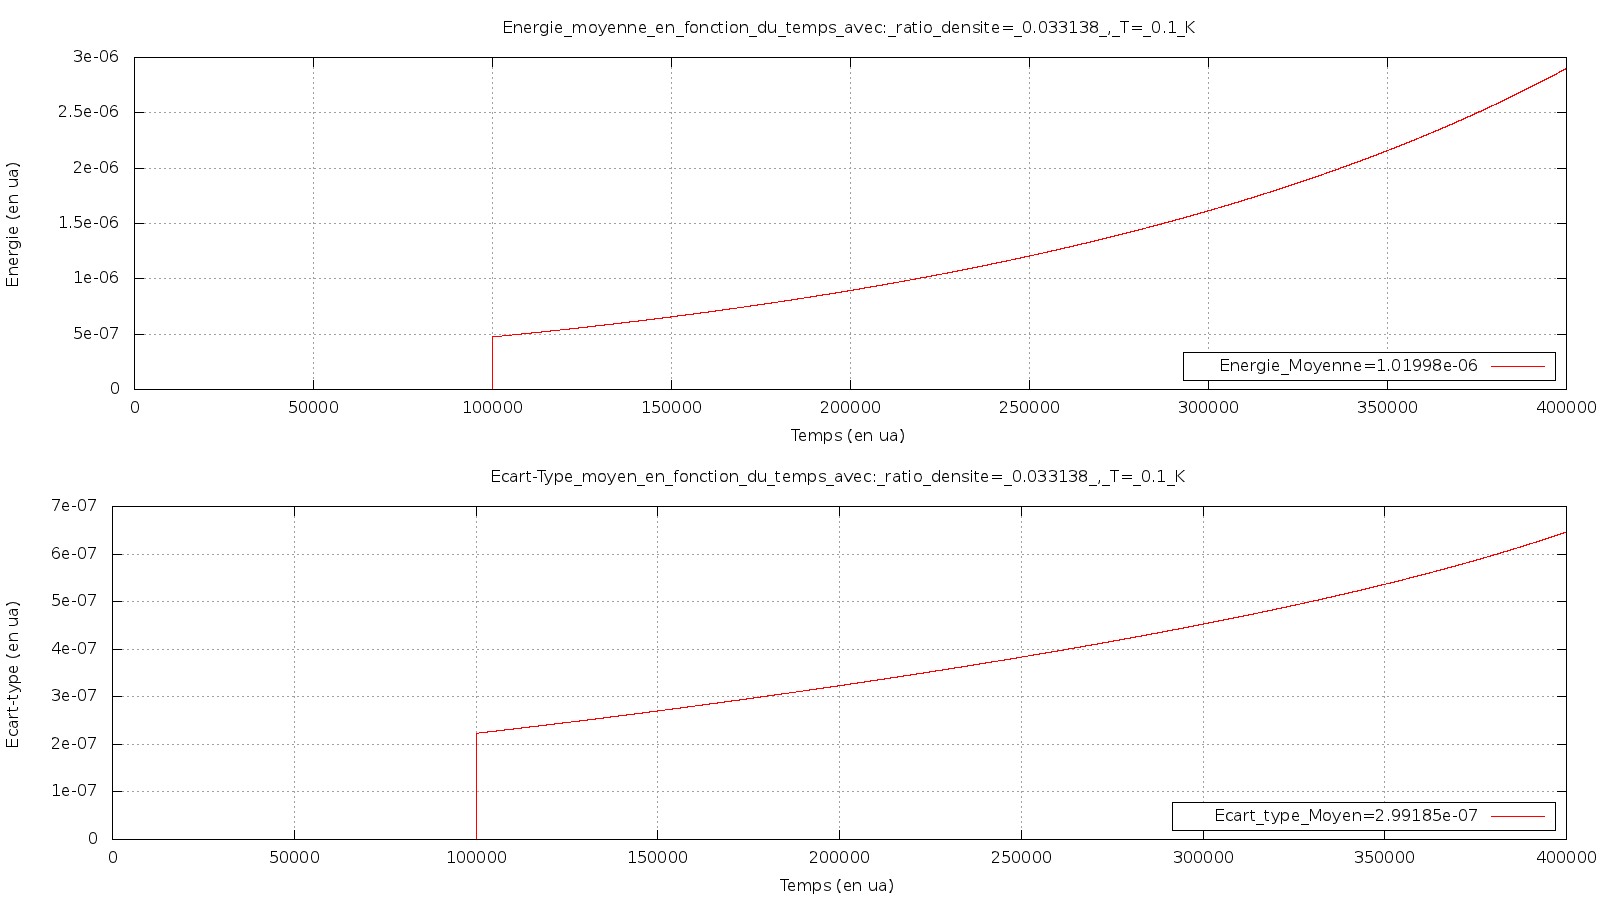 Energie_moyenne_en_fonction_du_temps_avec:_ratio_densite=_0.033138_,_T=_0.1_K
3e-06
2.5e-06
2e-06
1.5e-06
1e-06
5e-07
0
Energie (en ua)
Energie_Moyenne=1.01998e-06
0 50000 100000 150000 200000 250000 300000 350000 400000
Temps (en ua)
Ecart-Type_moyen_en_fonction_du_temps_avec:_ratio_densite=_0.033138_,_T=_0.1_K
7e-07
6e-07
5e-07
4e-07
3e-07
2e-07
1e-07
0
Ecart-type (en ua)
Ecart_type_Moyen=2.99185e-07
0 50000 100000 150000 200000 250000 300000 350000 400000
Temps (en ua)